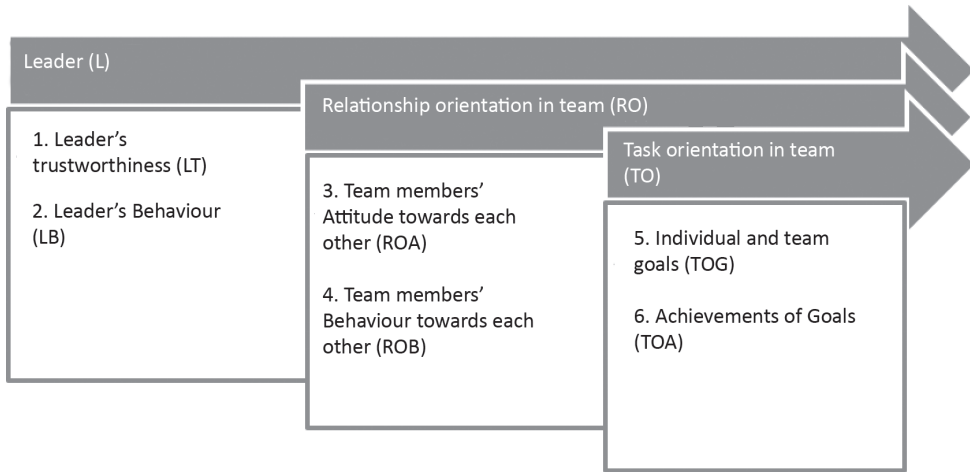 Leader (L)
Relationship orientation in team (RO)
Task orientation in team
(TO)
1. Leader’s
trustworthiness (LT)
2. Leader’s Behaviour
(LB)
3. Team members’
Attitude towards each
other (ROA)
4. Team members’
Behaviour towards each
other (ROB)
5. Individual and team
goals (TOG)
6. Achievements of Goals
(TOA)